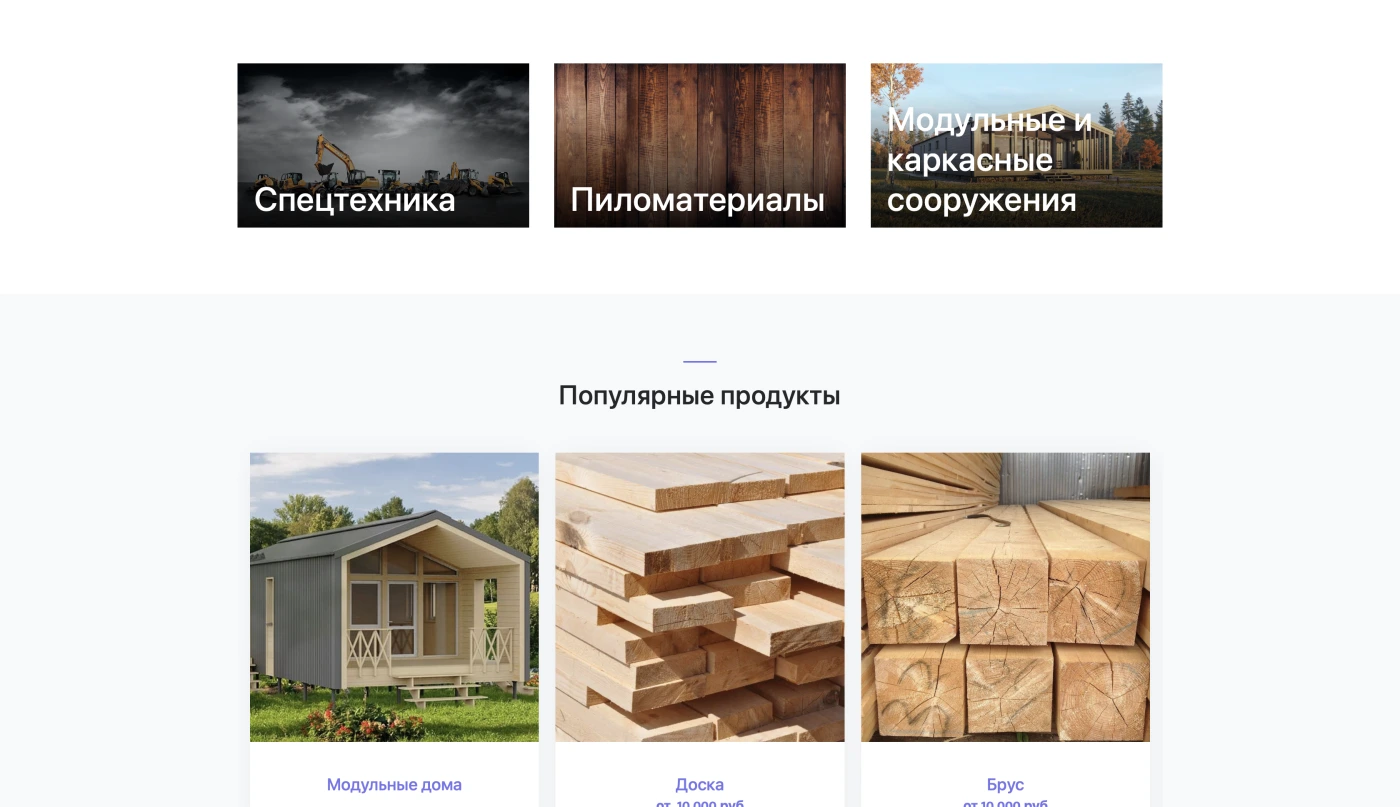 Спецтехника
Пиломатериалы
Модульные и
каркасные
сооружения
Популярные продукты
Модульные дома
Доска
Брус
от 10 000 руб
от 10 000 руб